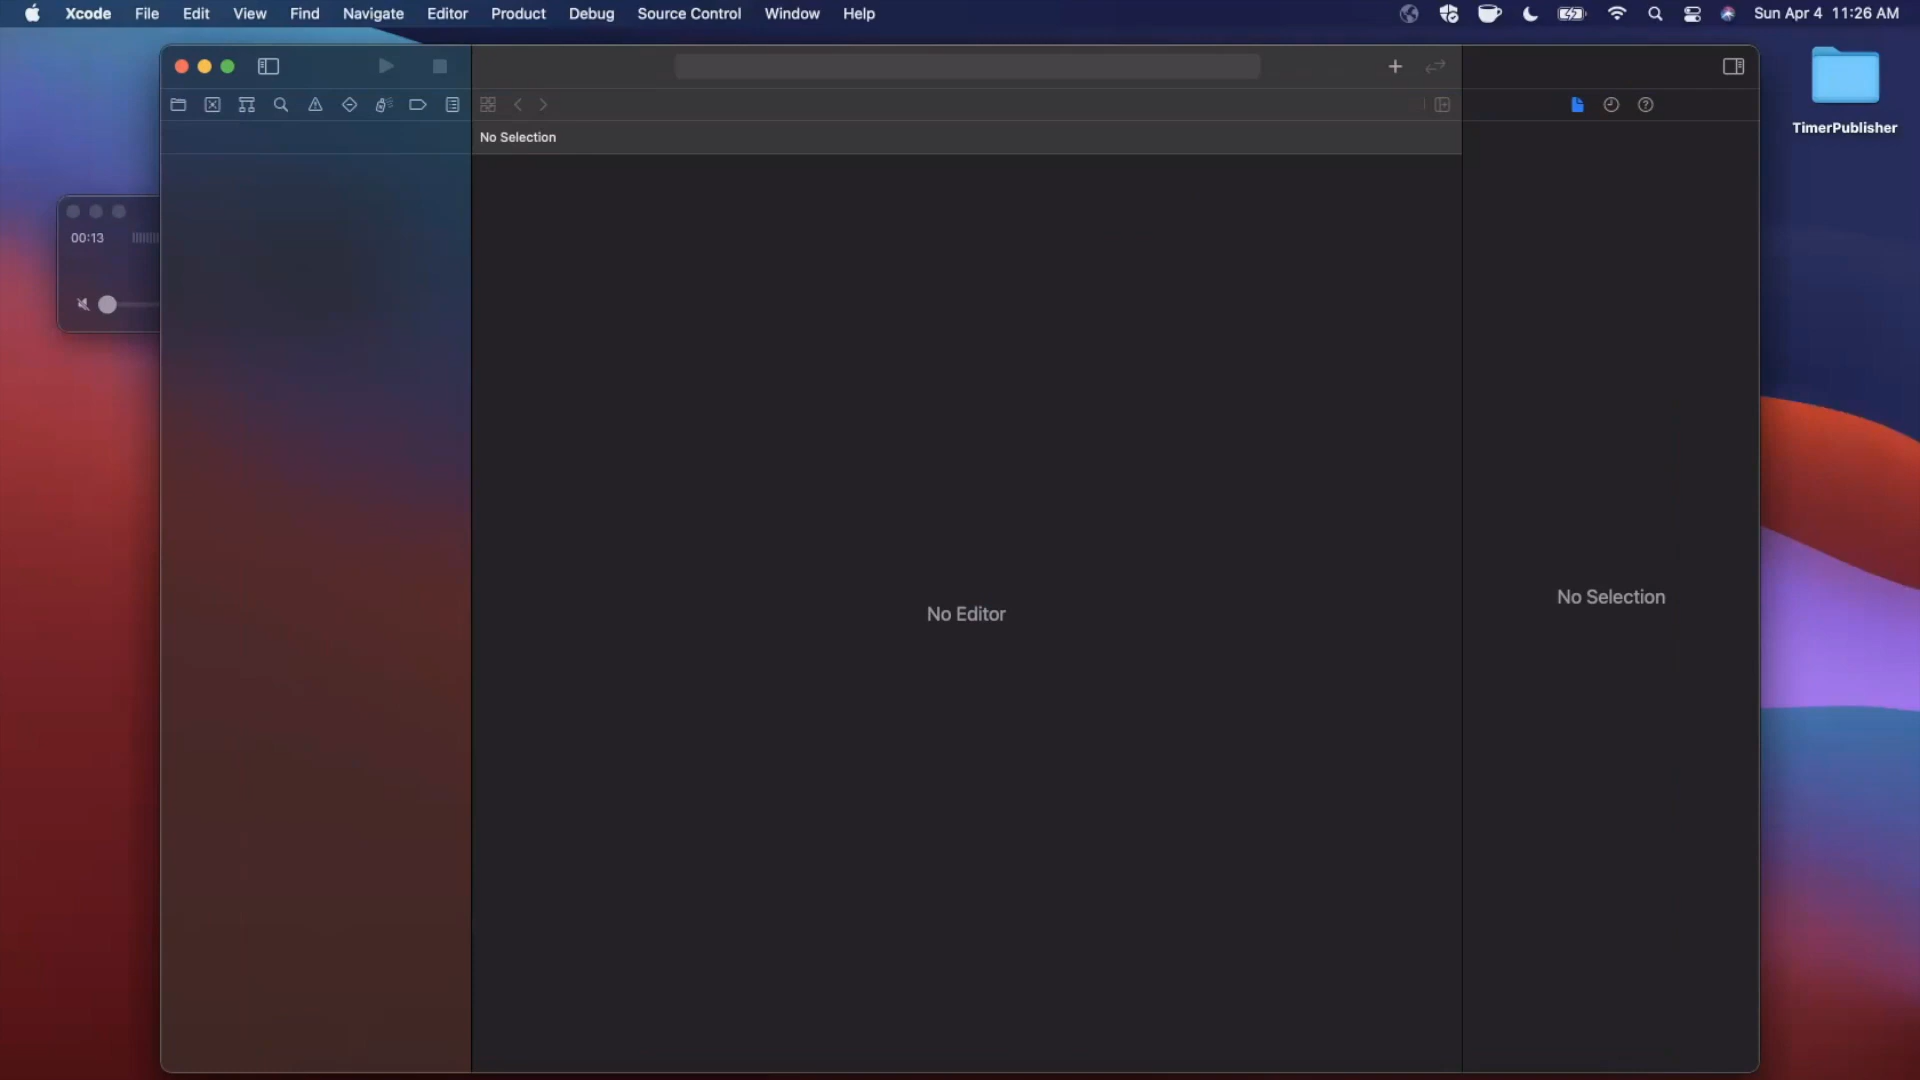 Xcode File Edit View Find Navigate Editor Product Debug Source Control Window Help Sun Apr 4 11:26 AM
TimerPublisher
No Selection
00:13
No Editor
No Selection